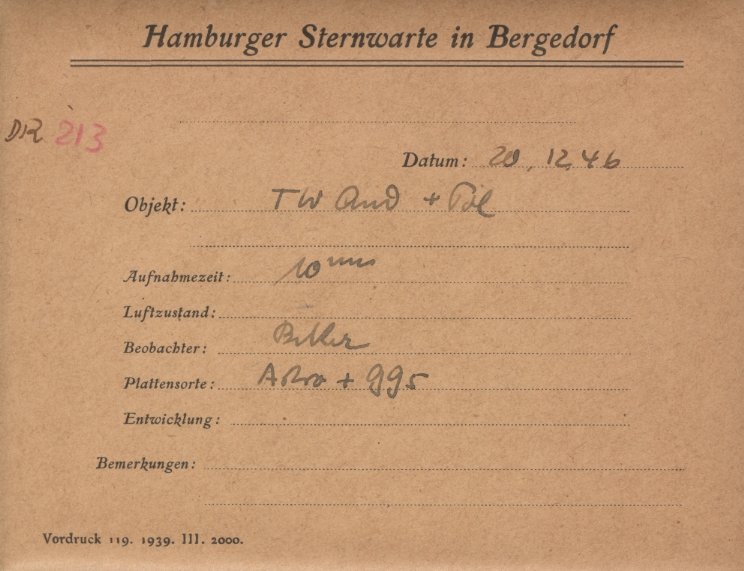 Hamburger Sternwarte in Bergedorf
DR 213
Datum: 20.12.46
Objekt: TW And + Pol
Aufnahmezeit: 10 min
Luftzustand:
Beobachter:
Plattensorte: Astro + GG5
Entwicklung:
Bemerkungen:
Vordruck 119. 1939. III. 2000.